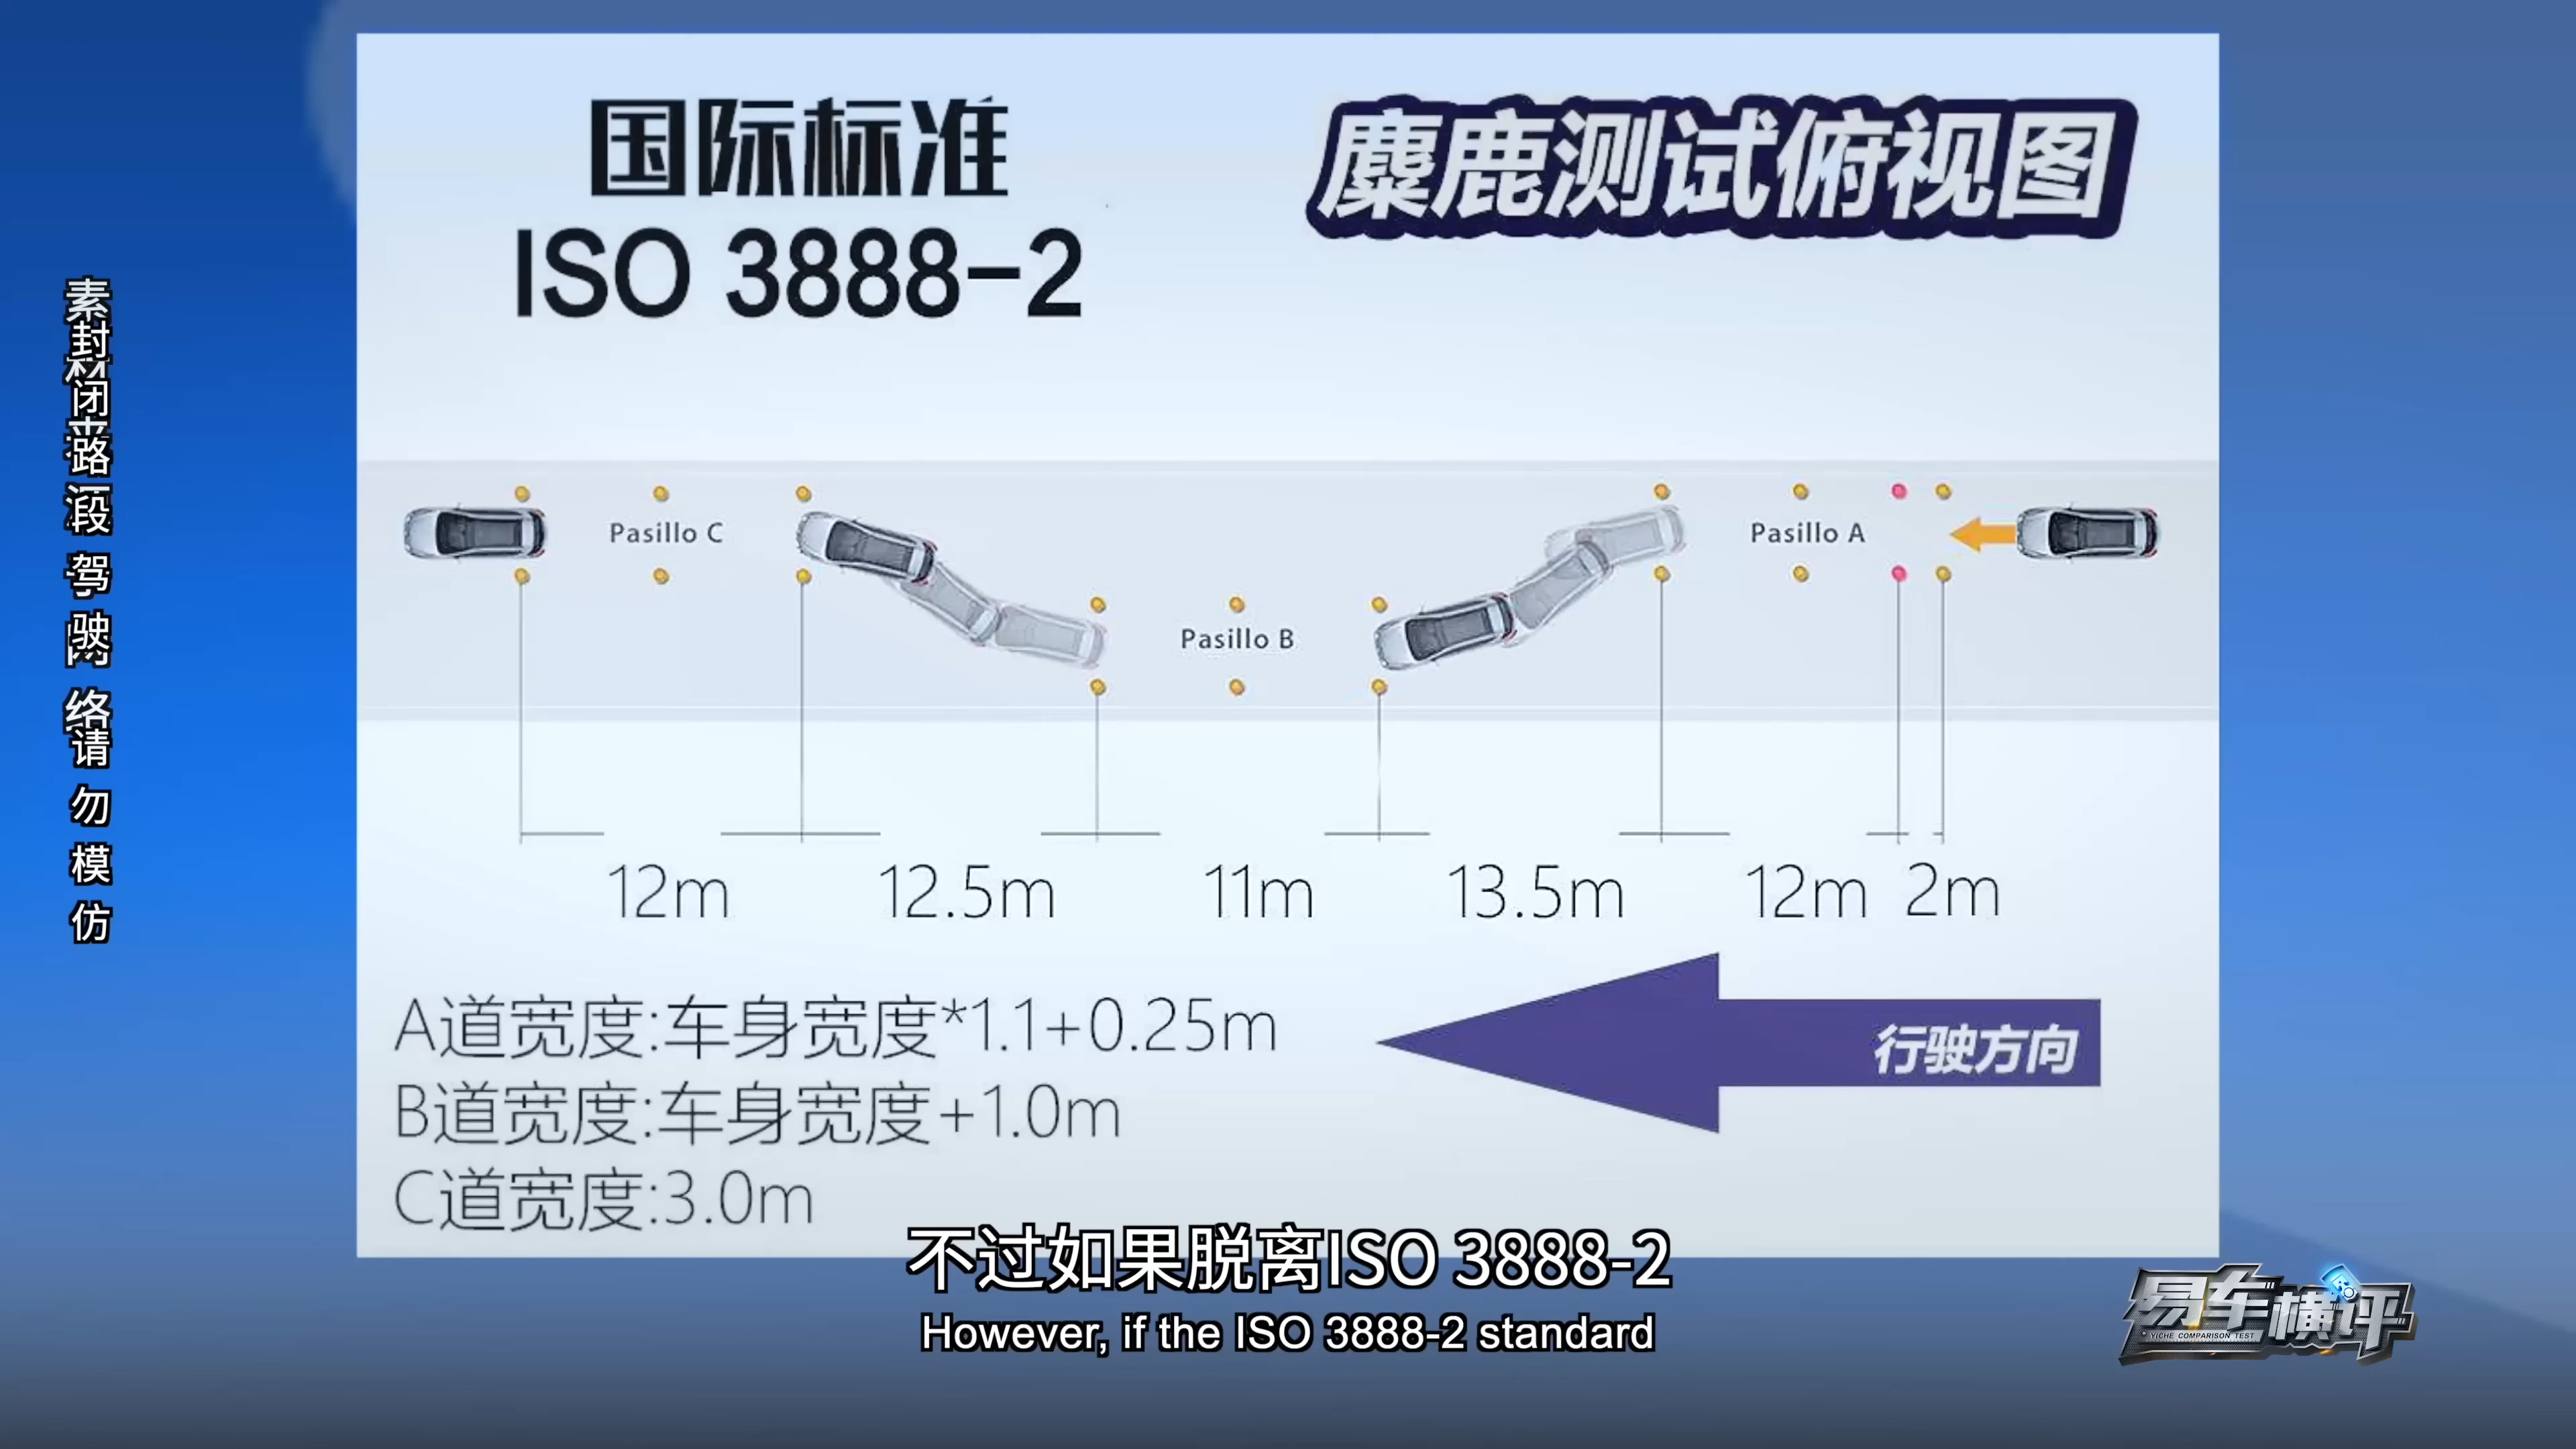 国际标准
ISO 3888-2
麋鹿测试俯视图
封闭路段驾驶 请勿模仿
Pasillo C
Pasillo B
Pasillo A
12m
12.5m
11m
13.5m
12m
2m
A道宽度:车身宽度*1.1+0.25m
B道宽度:车身宽度+1.0m
C道宽度:3.0m
行驶方向
不过如果脱离ISO 3888-2
However, if the ISO 3888-2 standard
易车横评
YICHE COMPARISON TEST